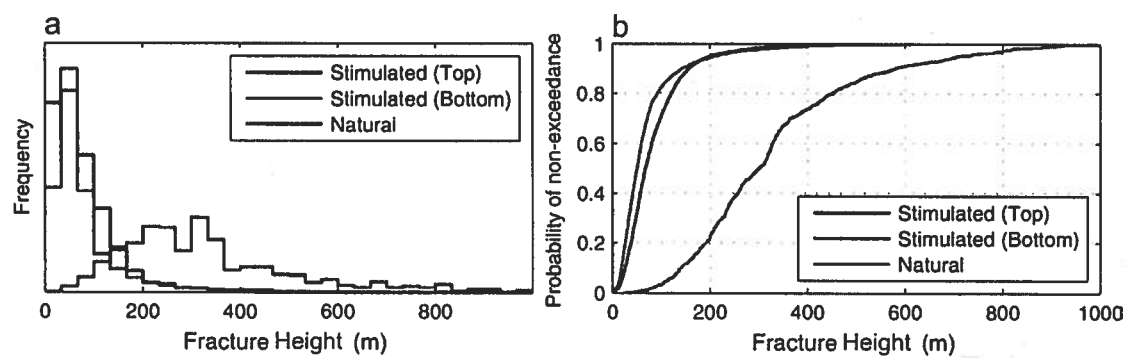 a
Stimulated (Top)
Stimulated (Bottom)
Natural
Frequency
0
200
400
600
800
Fracture Height (m)
b
1
0.8
0.6
0.4
0.2
0
Probability of non-exceedance
Stimulated (Top)
Stimulated (Bottom)
Natural
0
200
400
600
800
1000
Fracture Height (m)